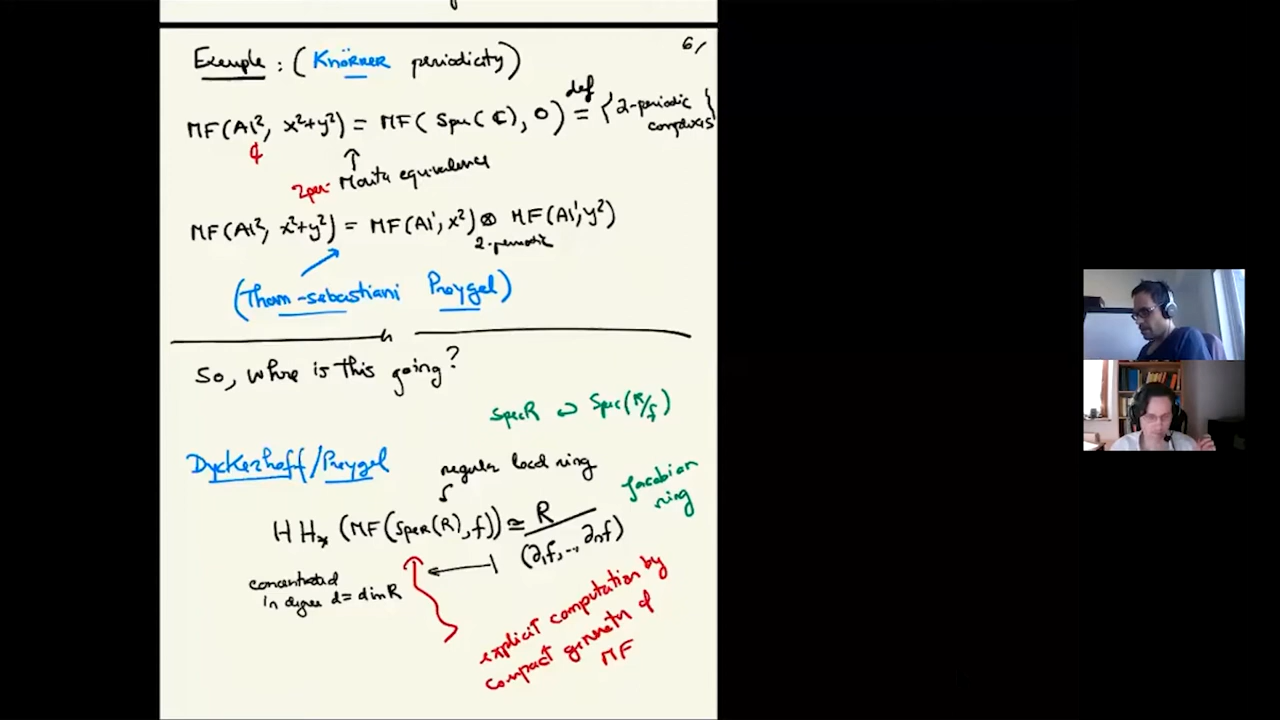 6/
Example : (Knörrer periodicity)
MF(A², x²+y²) = MF(Spec(ℂ), 0) def = {2-periodic complexes}
ℂ
2per- Morita equivalence
MF(A², x²+y²) = MF(A¹, x²) ⊗ MF(A¹, y²)
2-periodic
(Thom-Sebastiani Preygel)
So, where is this going?
Spec R ↩ Spec(R/f)
Dyckerhoff/Preygel
regular local ring
Jacobian ring
HH* (MF(Spec(R), f)) ≃ R/(∂₁f, .., ∂nf)
concentrated
in degree d = dim R
explicit computation by
compact generator of
MF